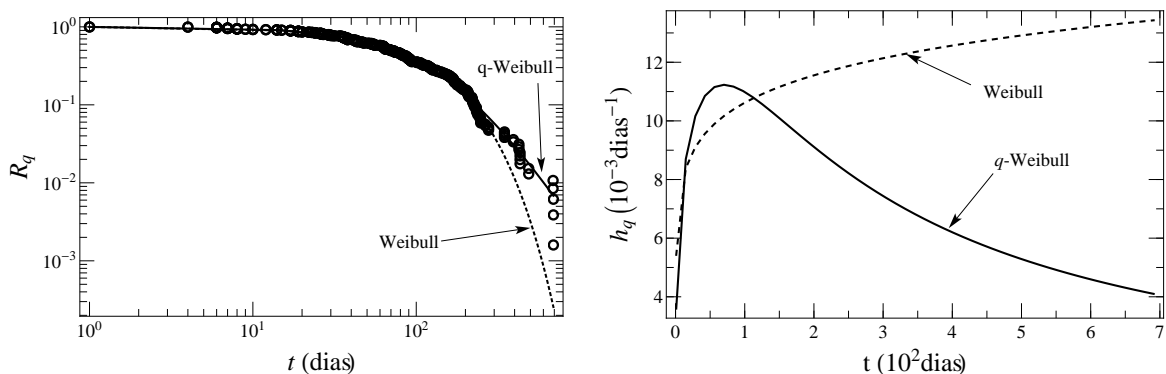 10^0
10^-1
10^-2
10^-3
R_q
q-Weibull
Weibull
10^0
10^1
10^2
t (dias)
12
10
8
6
4
h_q (10^-3 dias^-1)
Weibull
q-Weibull
0
1
2
3
4
5
6
7
t (10^2 dias)